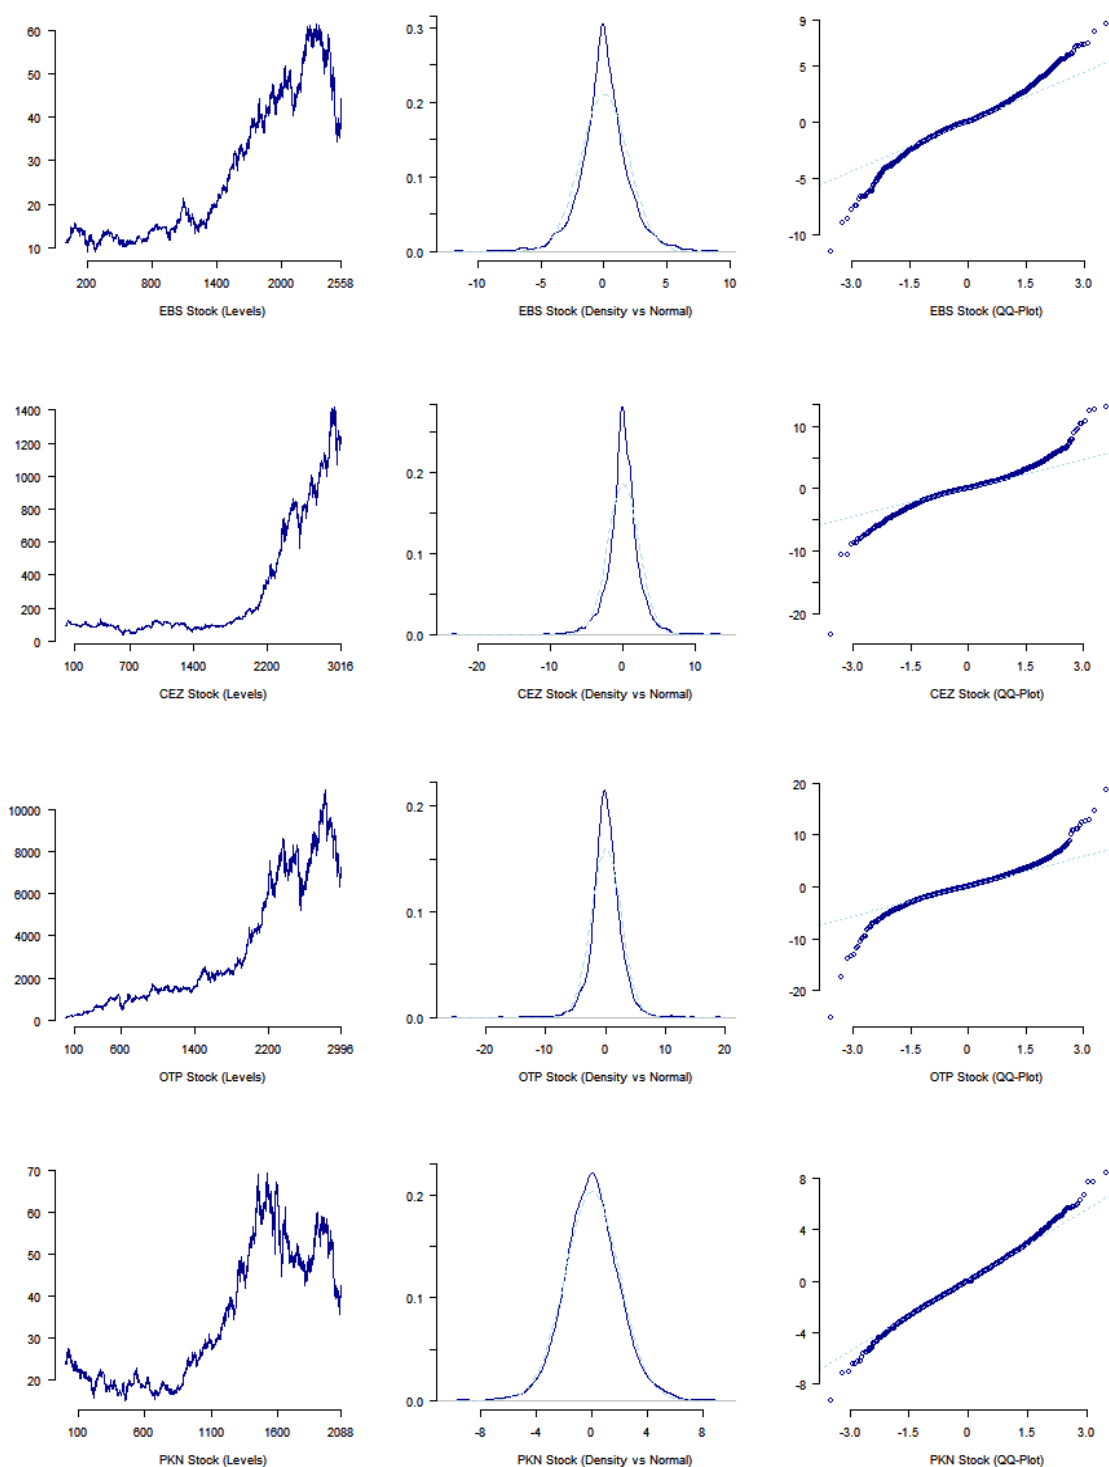 60
50
40
30
20
10
200 800 1400 2000 2558
EBS Stock (Levels)
0.3
0.2
0.1
0.0
-10 -5 0 5 10
EBS Stock (Density vs Normal)
9
5
0
-5
-10
-3.0 -1.5 0 1.5 3.0
EBS Stock (QQ-Plot)
1400
1200
1000
800
600
400
200
0
100 700 1400 2200 3016
CEZ Stock (Levels)
0.2
0.1
0.0
-20 -10 0 10
CEZ Stock (Density vs Normal)
10
0
-10
-20
-3.0 -1.5 0 1.5 3.0
CEZ Stock (QQ-Plot)
10000
8000
6000
4000
2000
0
100 600 1400 2200 2996
OTP Stock (Levels)
0.2
0.1
0.0
-20 -10 0 10 20
OTP Stock (Density vs Normal)
20
10
0
-10
-20
-3.0 -1.5 0 1.5 3.0
OTP Stock (QQ-Plot)
70
60
50
40
30
20
100 600 1100 1600 2088
PKN Stock (Levels)
0.2
0.1
0.0
-8 -4 0 4 8
PKN Stock (Density vs Normal)
8
4
0
-4
-8
-3.0 -1.5 0 1.5 3.0
PKN Stock (QQ-Plot)